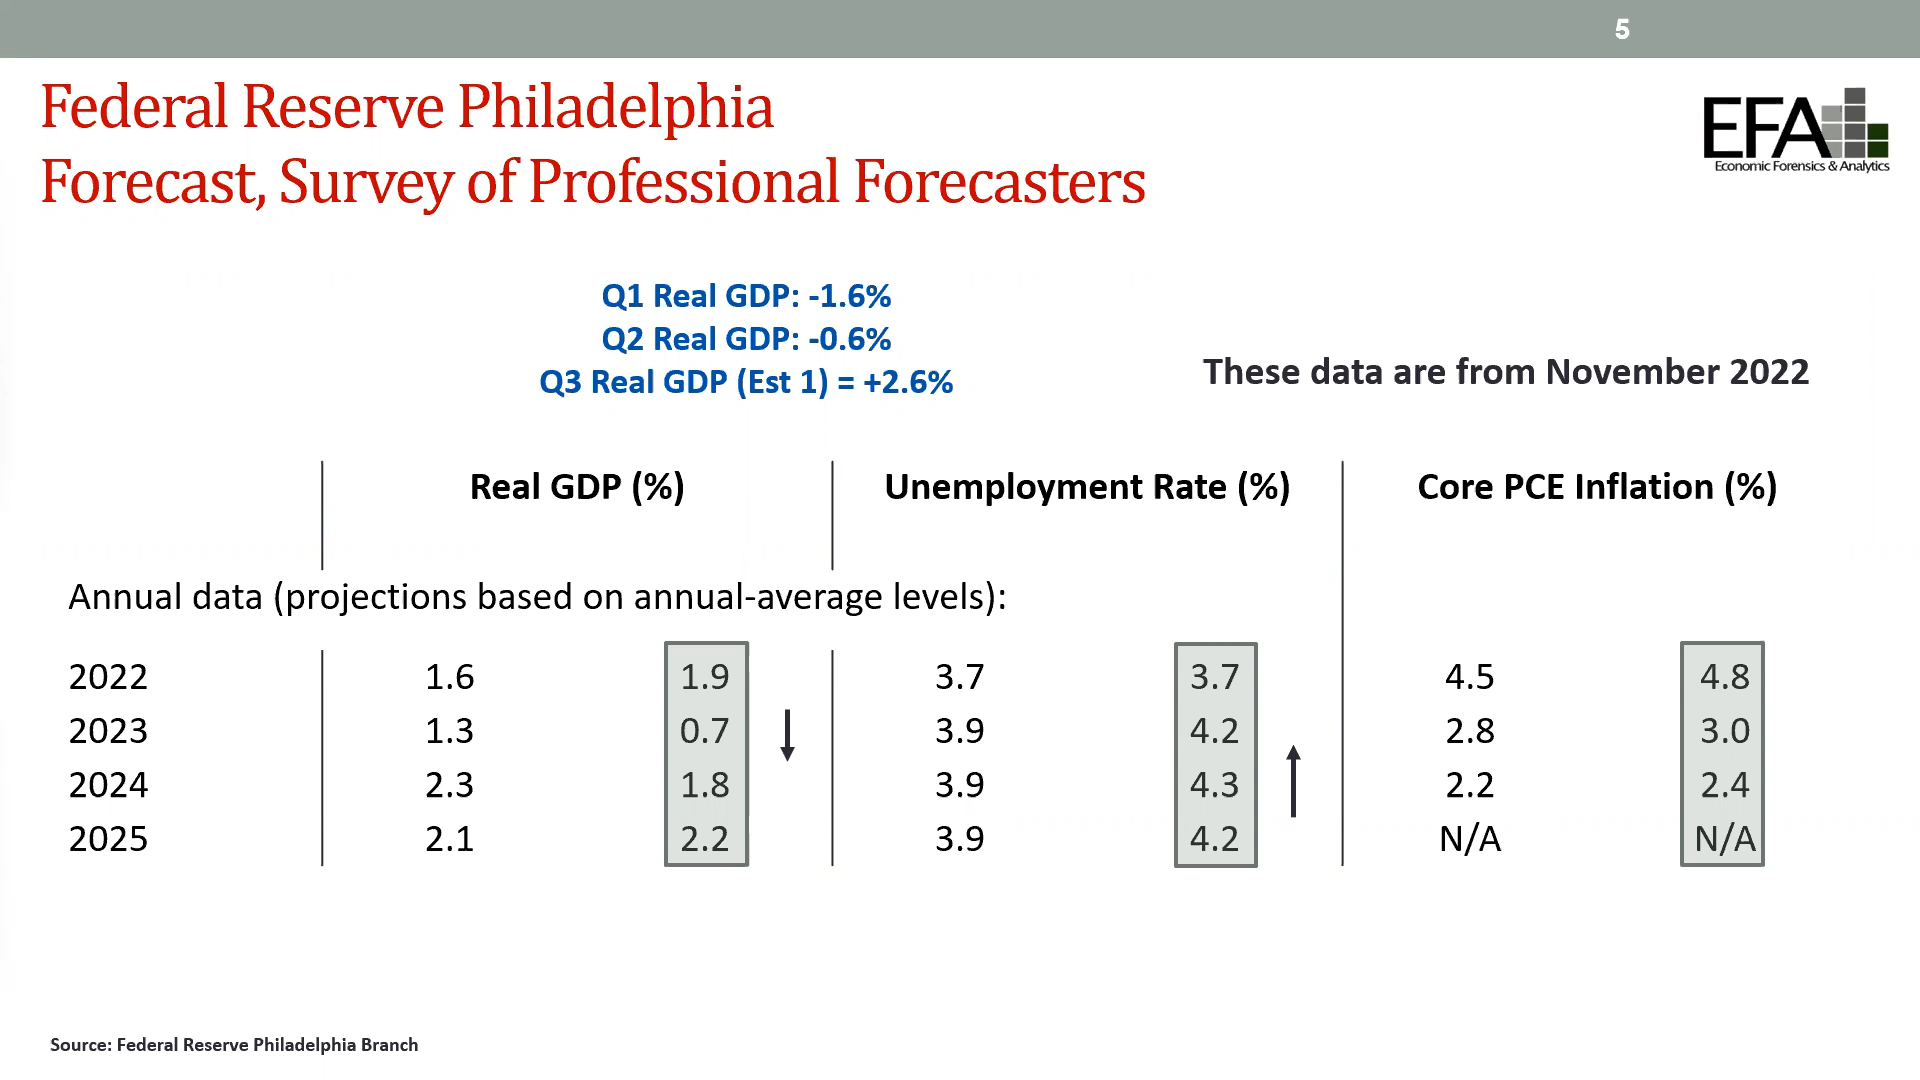 5
Federal Reserve Philadelphia
Forecast, Survey of Professional Forecasters
EFA
Economic Forensics & Analytics
Q1 Real GDP: -1.6%
Q2 Real GDP: -0.6%
Q3 Real GDP (Est 1) = +2.6%
These data are from November 2022
Real GDP (%) Unemployment Rate (%) Core PCE Inflation (%)
Annual data (projections based on annual-average levels):
2022 1.6 1.9 3.7 3.7 4.5 4.8
2023 1.3 0.7 3.9 4.2 2.8 3.0
2024 2.3 1.8 3.9 4.3 2.2 2.4
2025 2.1 2.2 3.9 4.2 N/A N/A
Source: Federal Reserve Philadelphia Branch